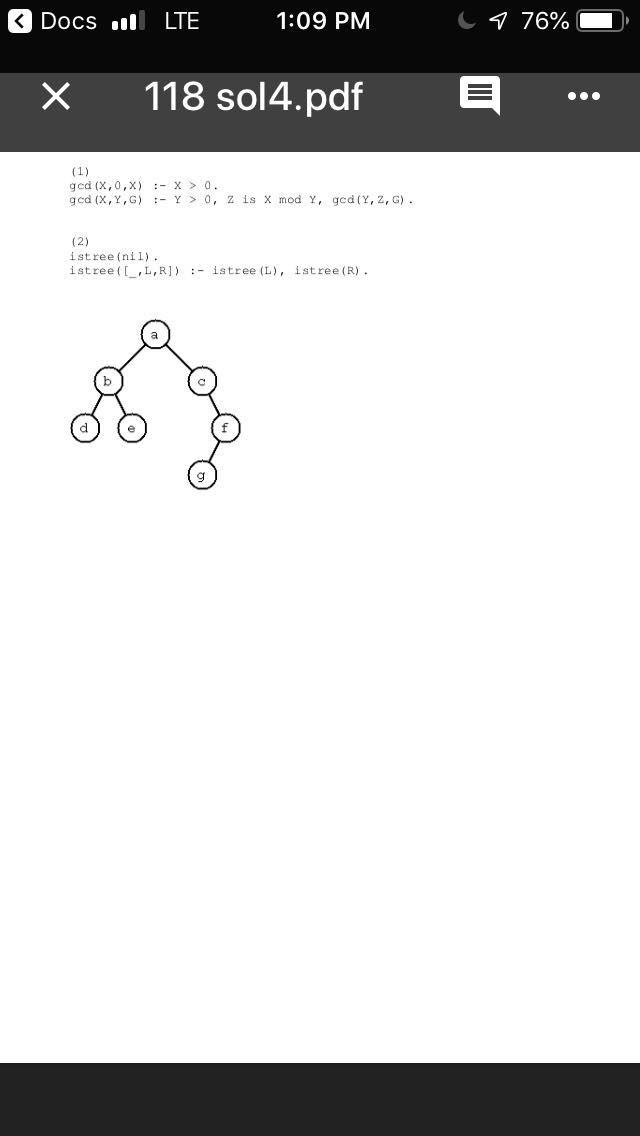 Docs LTE 1:09 PM 76%
118 sol4.pdf
(1)
gcd(X,0,X) :- X > 0.
gcd(X,Y,G) :- Y > 0, Z is X mod Y, gcd(Y,Z,G).
(2)
istree(nil).
istree([_,L,R]) :- istree(L), istree(R).
a
b c
d e f
g